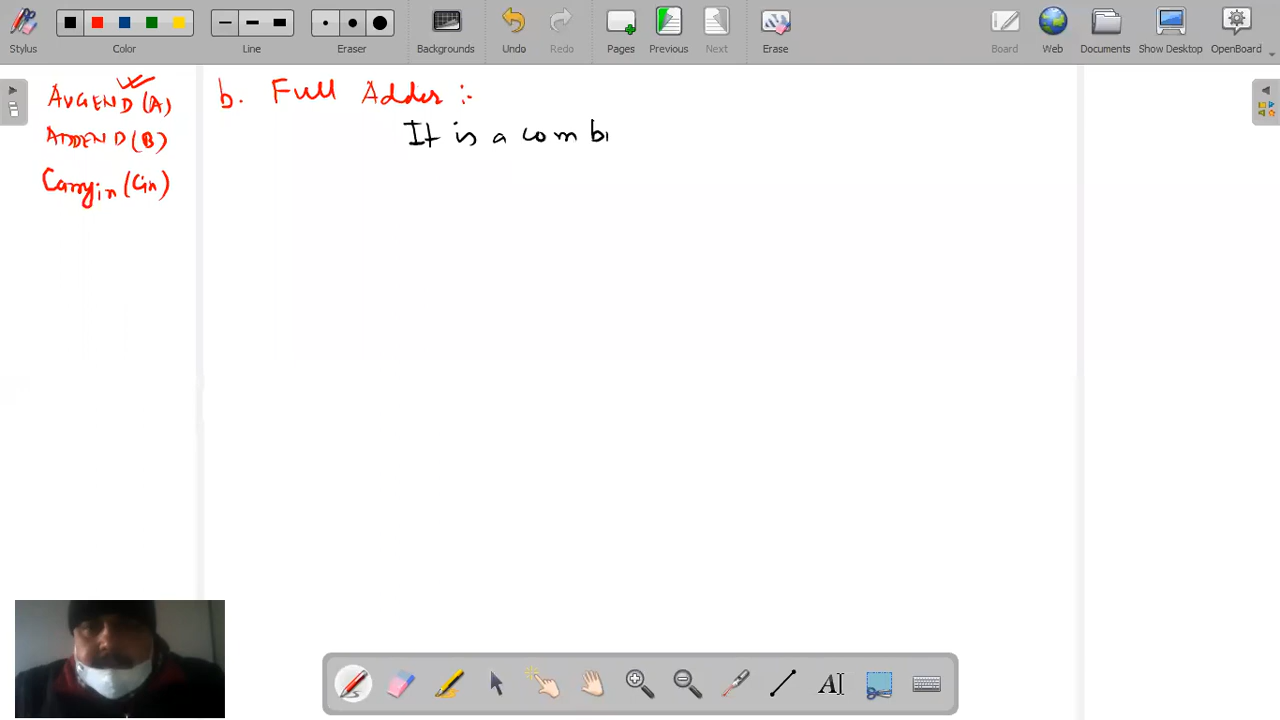 Stylus
Color
Line
Eraser
Backgrounds
Undo
Redo
Pages
Previous
Next
Erase
Board
Web
Documents
Show Desktop
OpenBoard
AUGEND (A)
ADDEND (B)
Carry in (Cin)
b. Full Adder :-
It is a combi